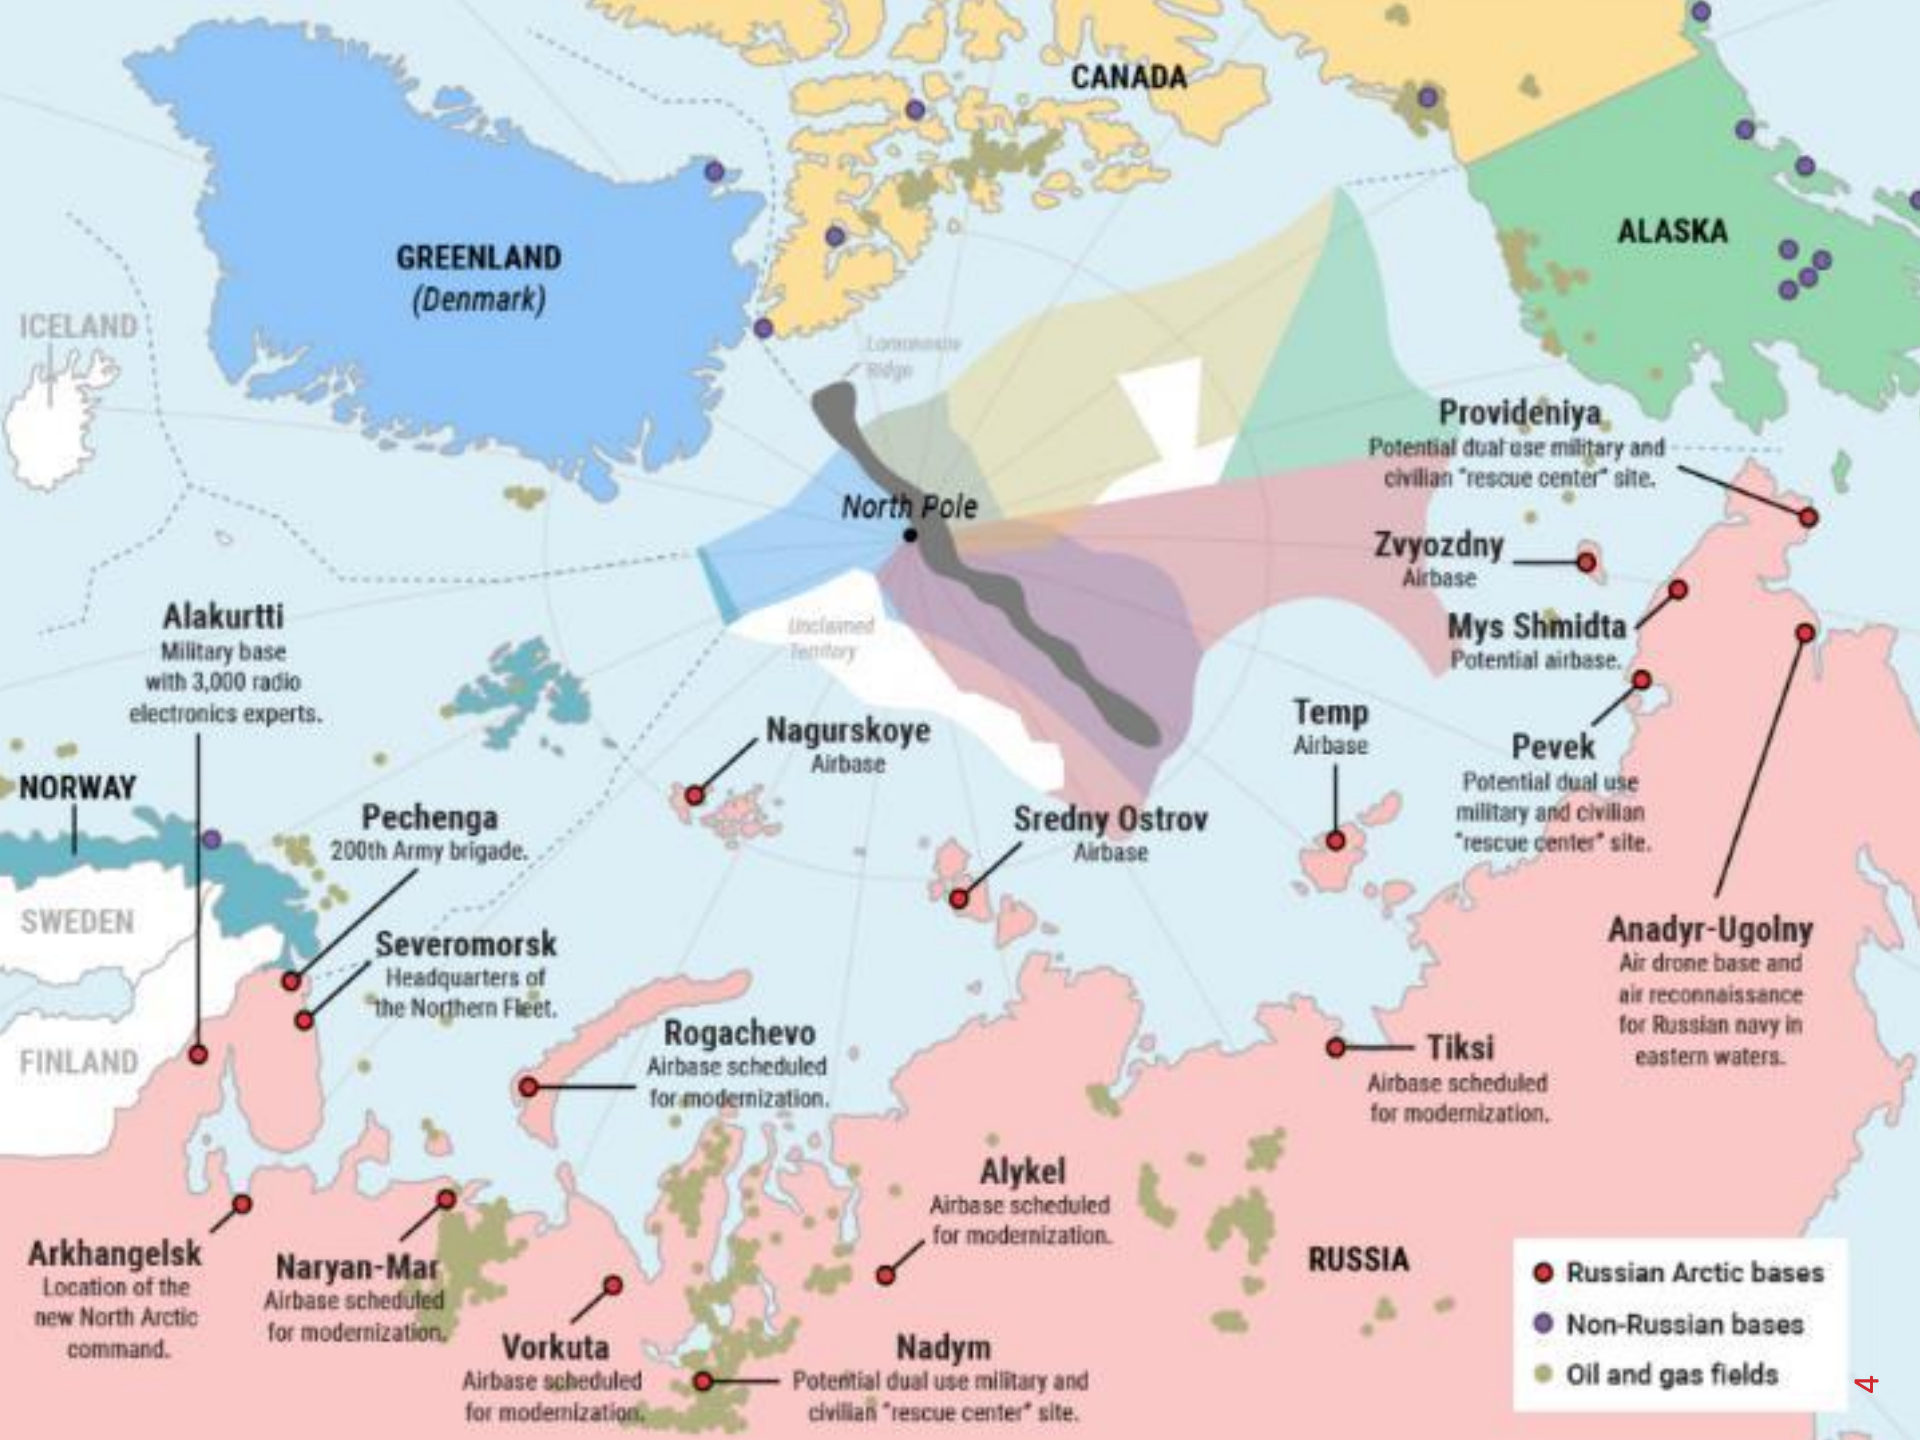 CANADA
GREENLAND
(Denmark)
ALASKA
ICELAND
Lomonosov
Ridge
North Pole
Unclaimed
Territory
Provideniya
Potential dual use military and
civilian "rescue center" site.
Zvyozdny
Airbase
Mys Shmidta
Potential airbase.
Pevek
Potential dual use
military and civilian
"rescue center" site.
Temp
Airbase
Alakurtti
Military base
with 3,000 radio
electronics experts.
Nagurskoye
Airbase
NORWAY
Pechenga
200th Army brigade.
Sredny Ostrov
Airbase
SWEDEN
Severomorsk
Headquarters of
the Northern Fleet.
Anadyr-Ugolny
Air drone base and
air reconnaissance
for Russian navy in
eastern waters.
FINLAND
Rogachevo
Airbase scheduled
for modernization.
Tiksi
Airbase scheduled
for modernization.
Alykel
Airbase scheduled
for modernization.
Arkhangelsk
Location of the
new North Arctic
command.
Naryan-Mar
Airbase scheduled
for modernization.
Vorkuta
Airbase scheduled
for modernization.
Nadym
Potential dual use military and
civilian "rescue center" site.
RUSSIA
Russian Arctic bases
Non-Russian bases
Oil and gas fields
4